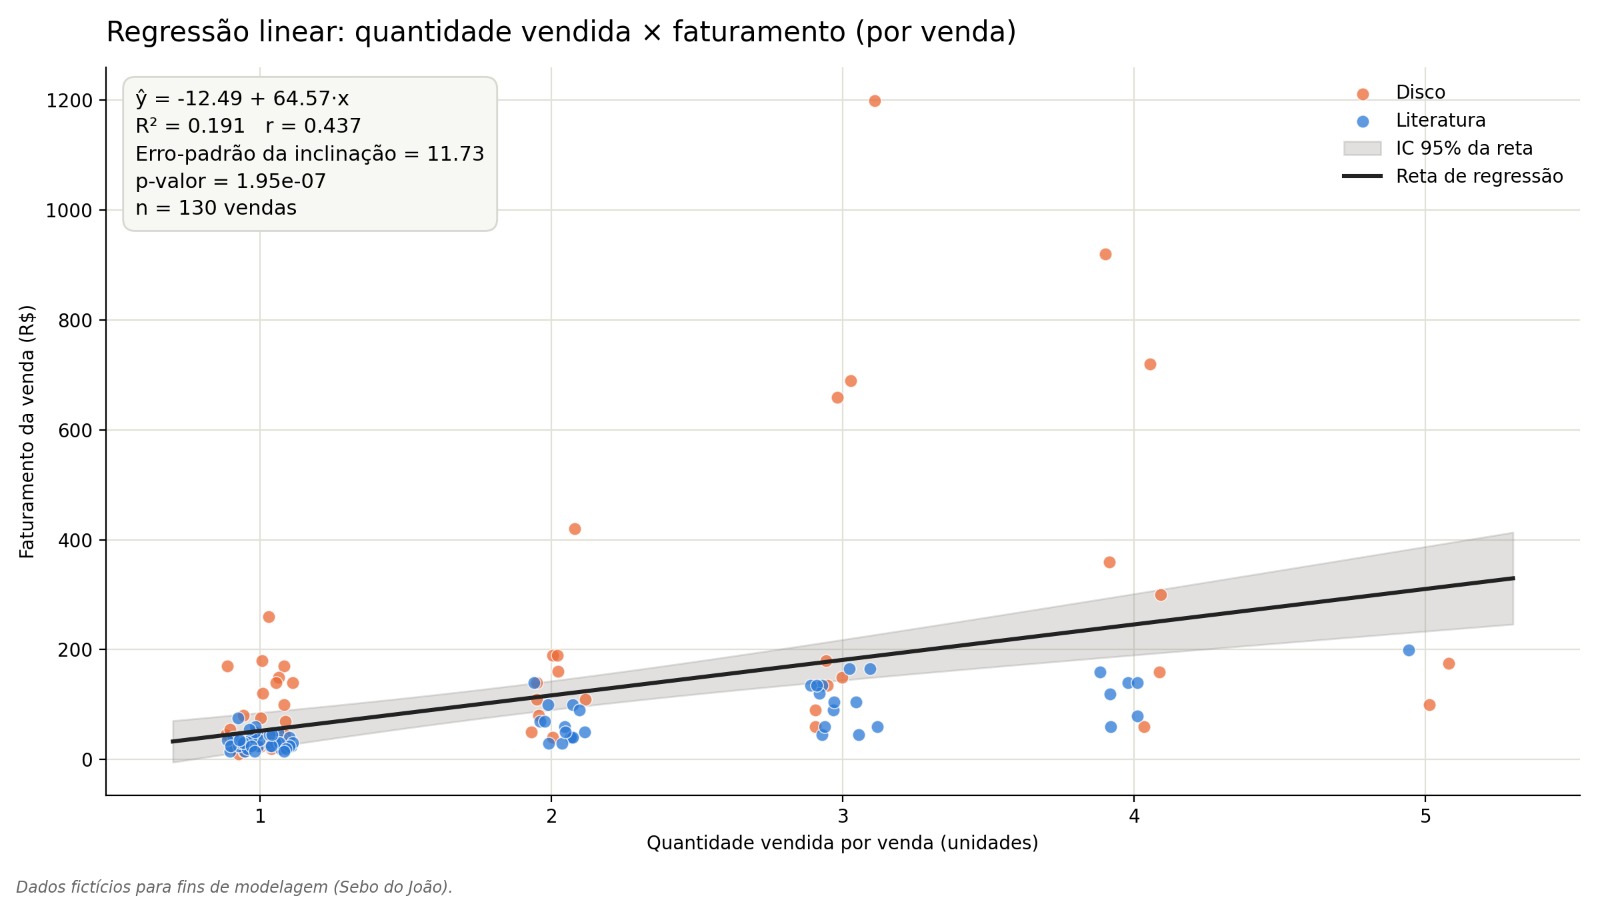 Regressão linear: quantidade vendida × faturamento (por venda)
ŷ = -12.49 + 64.57·x
R² = 0.191   r = 0.437
Erro-padrão da inclinação = 11.73
p-valor = 1.95e-07
n = 130 vendas
Disco
Literatura
IC 95% da reta
Reta de regressão
Faturamento da venda (R$)
1200
1000
800
600
400
200
0
1 2 3 4 5
Quantidade vendida por venda (unidades)
Dados fictícios para fins de modelagem (Sebo do João).